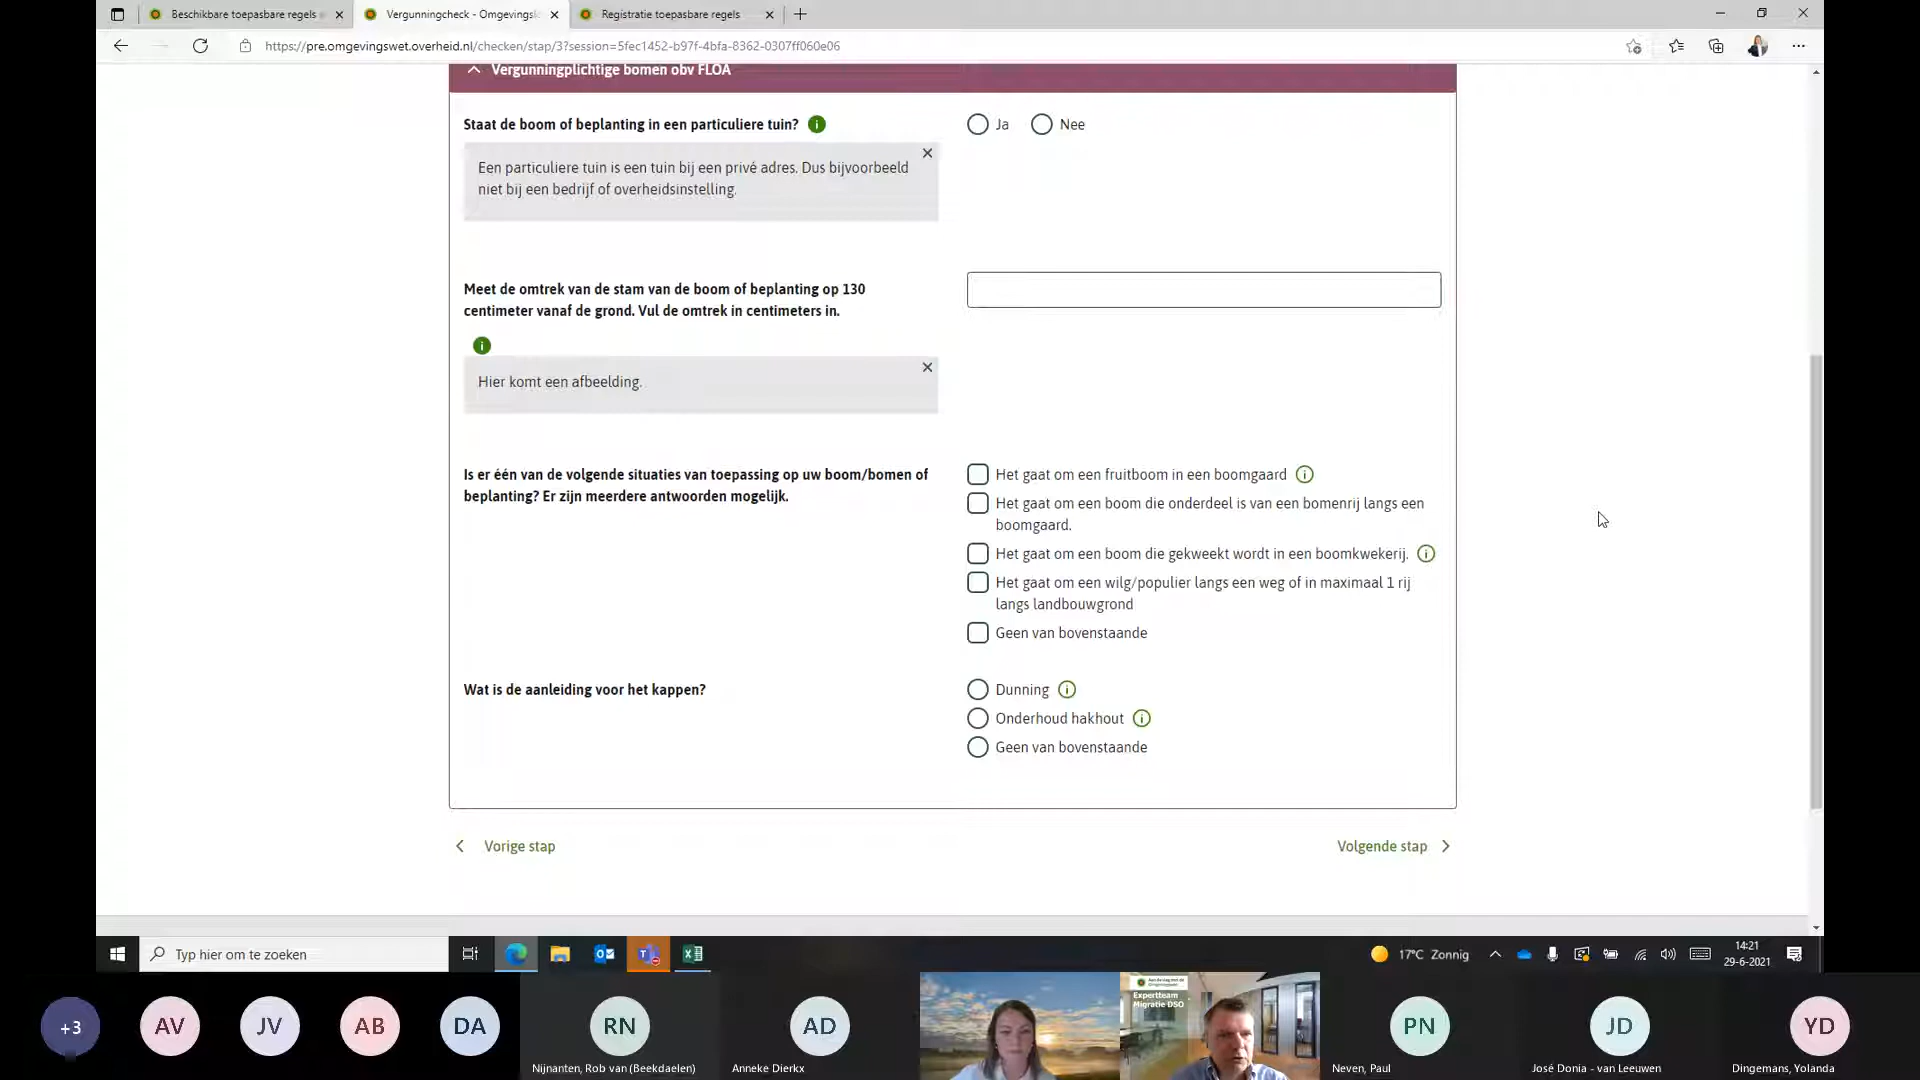 Beschikbare toepasbare regels
Vergunningcheck - Omgevingslo
Registratie toepasbare regels
https://pre.omgevingswet.overheid.nl/checken/stap/3?session=5fec1452-b97f-4bfa-8362-0307ff060e06
Vergunningplichtige bomen obv FLOA
Staat de boom of beplanting in een particuliere tuin?
Ja
Nee
Een particuliere tuin is een tuin bij een privé adres. Dus bijvoorbeeld
niet bij een bedrijf of overheidsinstelling.
Meet de omtrek van de stam van de boom of beplanting op 130
centimeter vanaf de grond. Vul de omtrek in centimeters in.
Hier komt een afbeelding.
Is er één van de volgende situaties van toepassing op uw boom/bomen of
beplanting? Er zijn meerdere antwoorden mogelijk.
Het gaat om een fruitboom in een boomgaard
Het gaat om een boom die onderdeel is van een bomenrij langs een
boomgaard.
Het gaat om een boom die gekweekt wordt in een boomkwekerij.
Het gaat om een wilg/populier langs een weg of in maximaal 1 rij
langs landbouwgrond
Geen van bovenstaande
Wat is de aanleiding voor het kappen?
Dunning
Onderhoud hakhout
Geen van bovenstaande
Vorige stap
Volgende stap
Typ hier om te zoeken
17°C Zonnig
14:21
29-6-2021
+3
AV
JV
AB
DA
RN
Nijnanten, Rob van (Beekdaelen)
AD
Anneke Dierkx
Expertteam
Migratie DSO
PN
Neven, Paul
JD
José Donia - van Leeuwen
YD
Dingemans, Yolanda